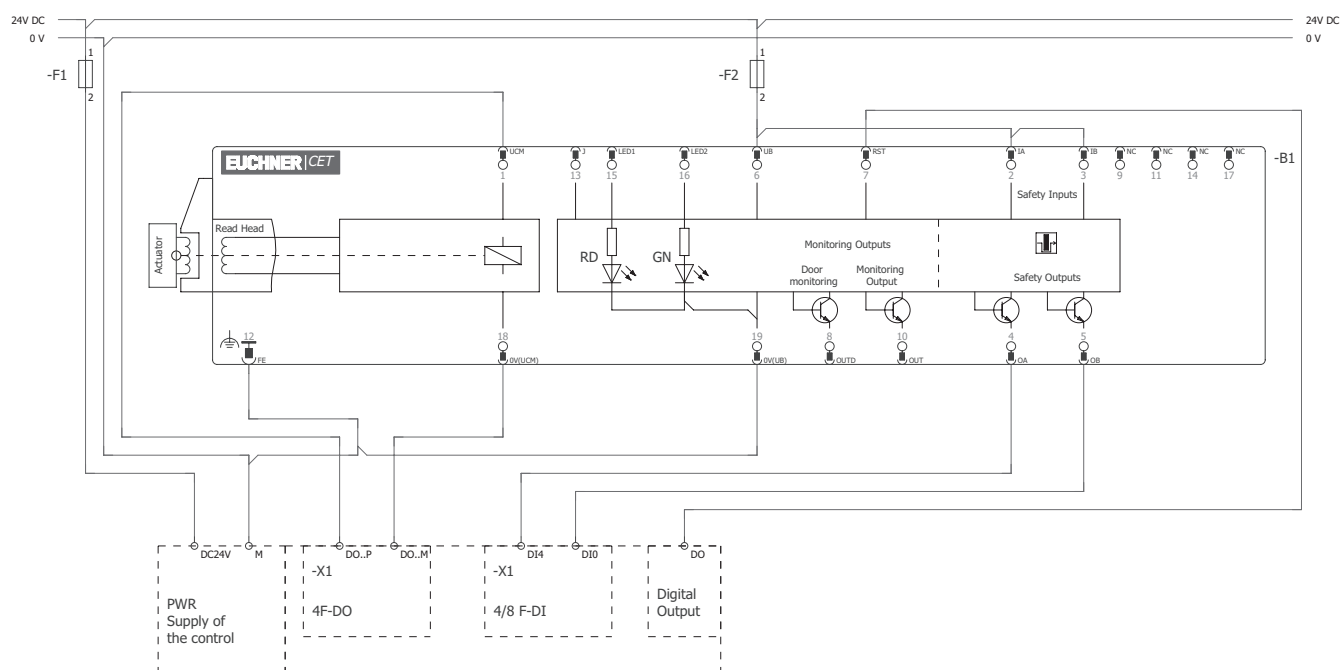 24V DC
24V DC
0 V
0 V
1
1
-F1
-F2
2
2
EUCHNER CET
UCM
J
LED1
LED2
UB
RST
IA
IB
NC
NC
NC
NC
-B1
1
13
15
16
6
7
2
3
9
11
14
17
Safety Inputs
Actuator
Read Head
RD
GN
Monitoring Outputs
Door
monitoring
Monitoring
Output
Safety Outputs
12
18
19
8
10
4
5
FE
0V(UCM)
0V(UB)
OUTD
OUT
OA
OB
DC24V
M
DO..P
DO..M
DI4
DI0
DO
-X1
-X1
PWR
Supply of
the control
4F-DO
4/8 F-DI
Digital
Output